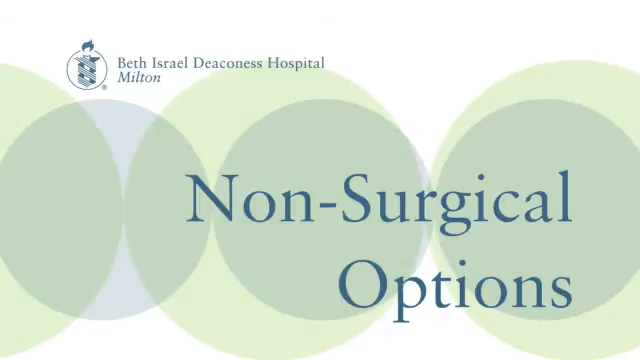 Beth Israel Deaconess Hospital
Milton
®
Non-Surgical
Options